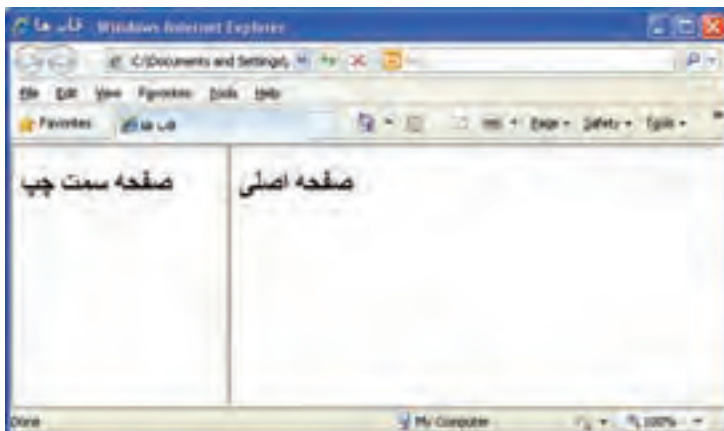 قاب ها - Windows Internet Explorer
C:\Documents and Settings\
File Edit View Favorites Tools Help
Favorites قاب ها Page Safety Tools
صفحه سمت چپ
صفحه اصلی
Done My Computer 100%